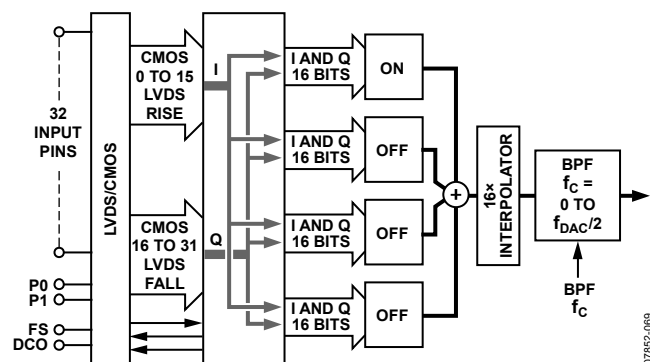 32
INPUT
PINS
P0
P1
FS
DCO
LVDS/CMOS
CMOS
0 TO 15
LVDS
RISE
CMOS
16 TO 31
LVDS
FALL
I
Q
I AND Q
16 BITS
ON
I AND Q
16 BITS
OFF
I AND Q
16 BITS
OFF
I AND Q
16 BITS
OFF
+
16×
INTERPOLATOR
BPF
fC =
0 TO
fDAC/2
BPF
fC
07852-069